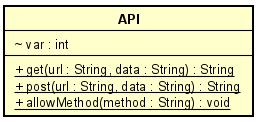 API
~ var : int
+ get(url : String, data : String) : String
+ post(url : String, data : String) : String
+ allowMethod(method : String) : void